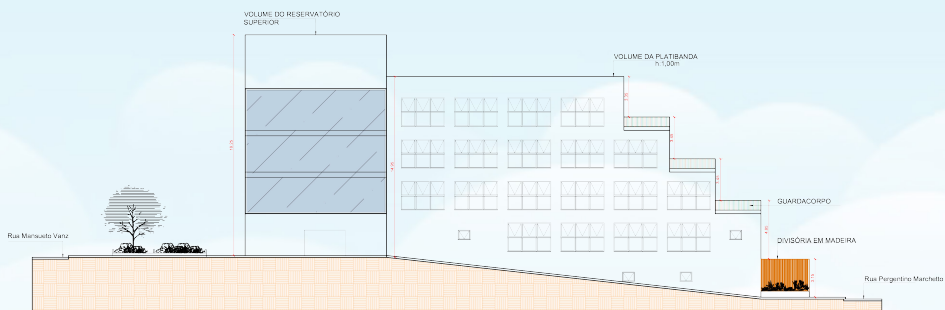 VOLUME DO RESERVATÓRIO
SUPERIOR
VOLUME DA PLATIBANDA
h:1,00m
GUARDACORPO
Rua Mansueto Vanz
DIVISÓRIA EM MADEIRA
Rua Pergentino Marchetto